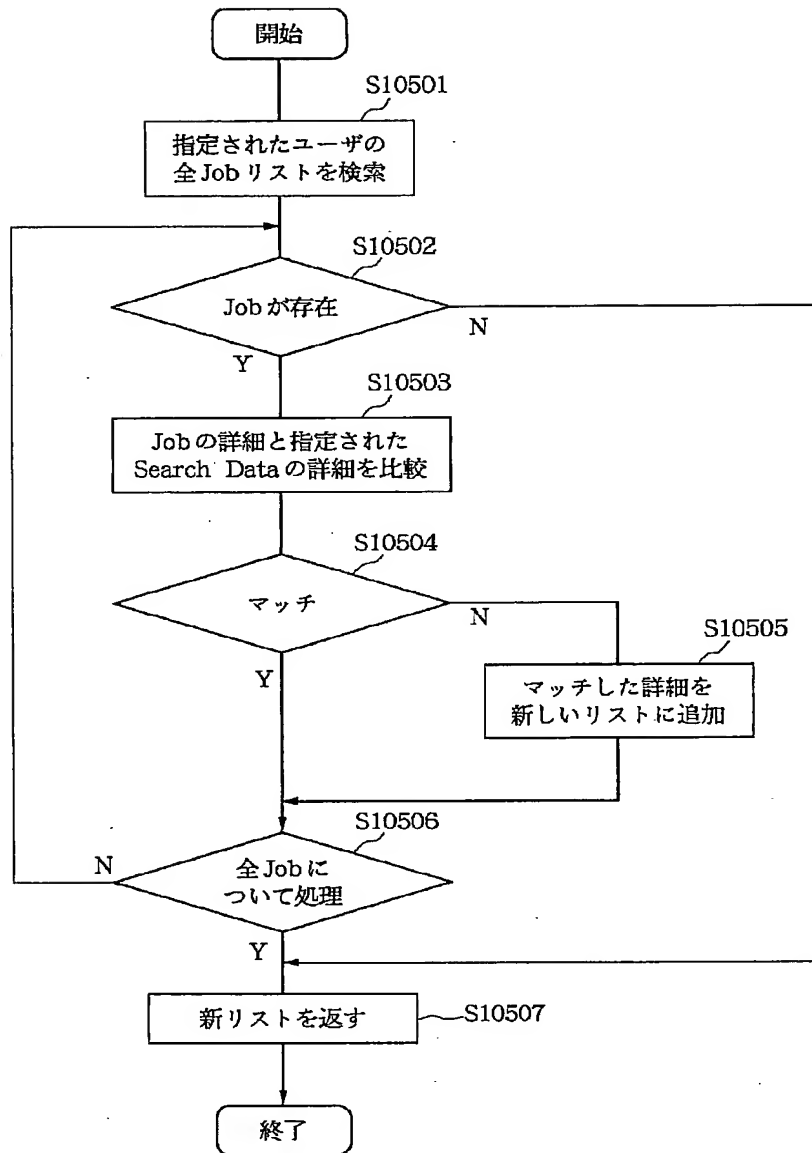 開始
S10501
指定されたユーザの
全Jobリストを検索
S10502
Jobが存在
N
Y
S10503
Jobの詳細と指定された
Search Dataの詳細を比較
S10504
マッチ
N
Y
S10505
マッチした詳細を
新しいリストに追加
S10506
N
全Jobに
ついて処理
Y
新リストを返す
S10507
終了